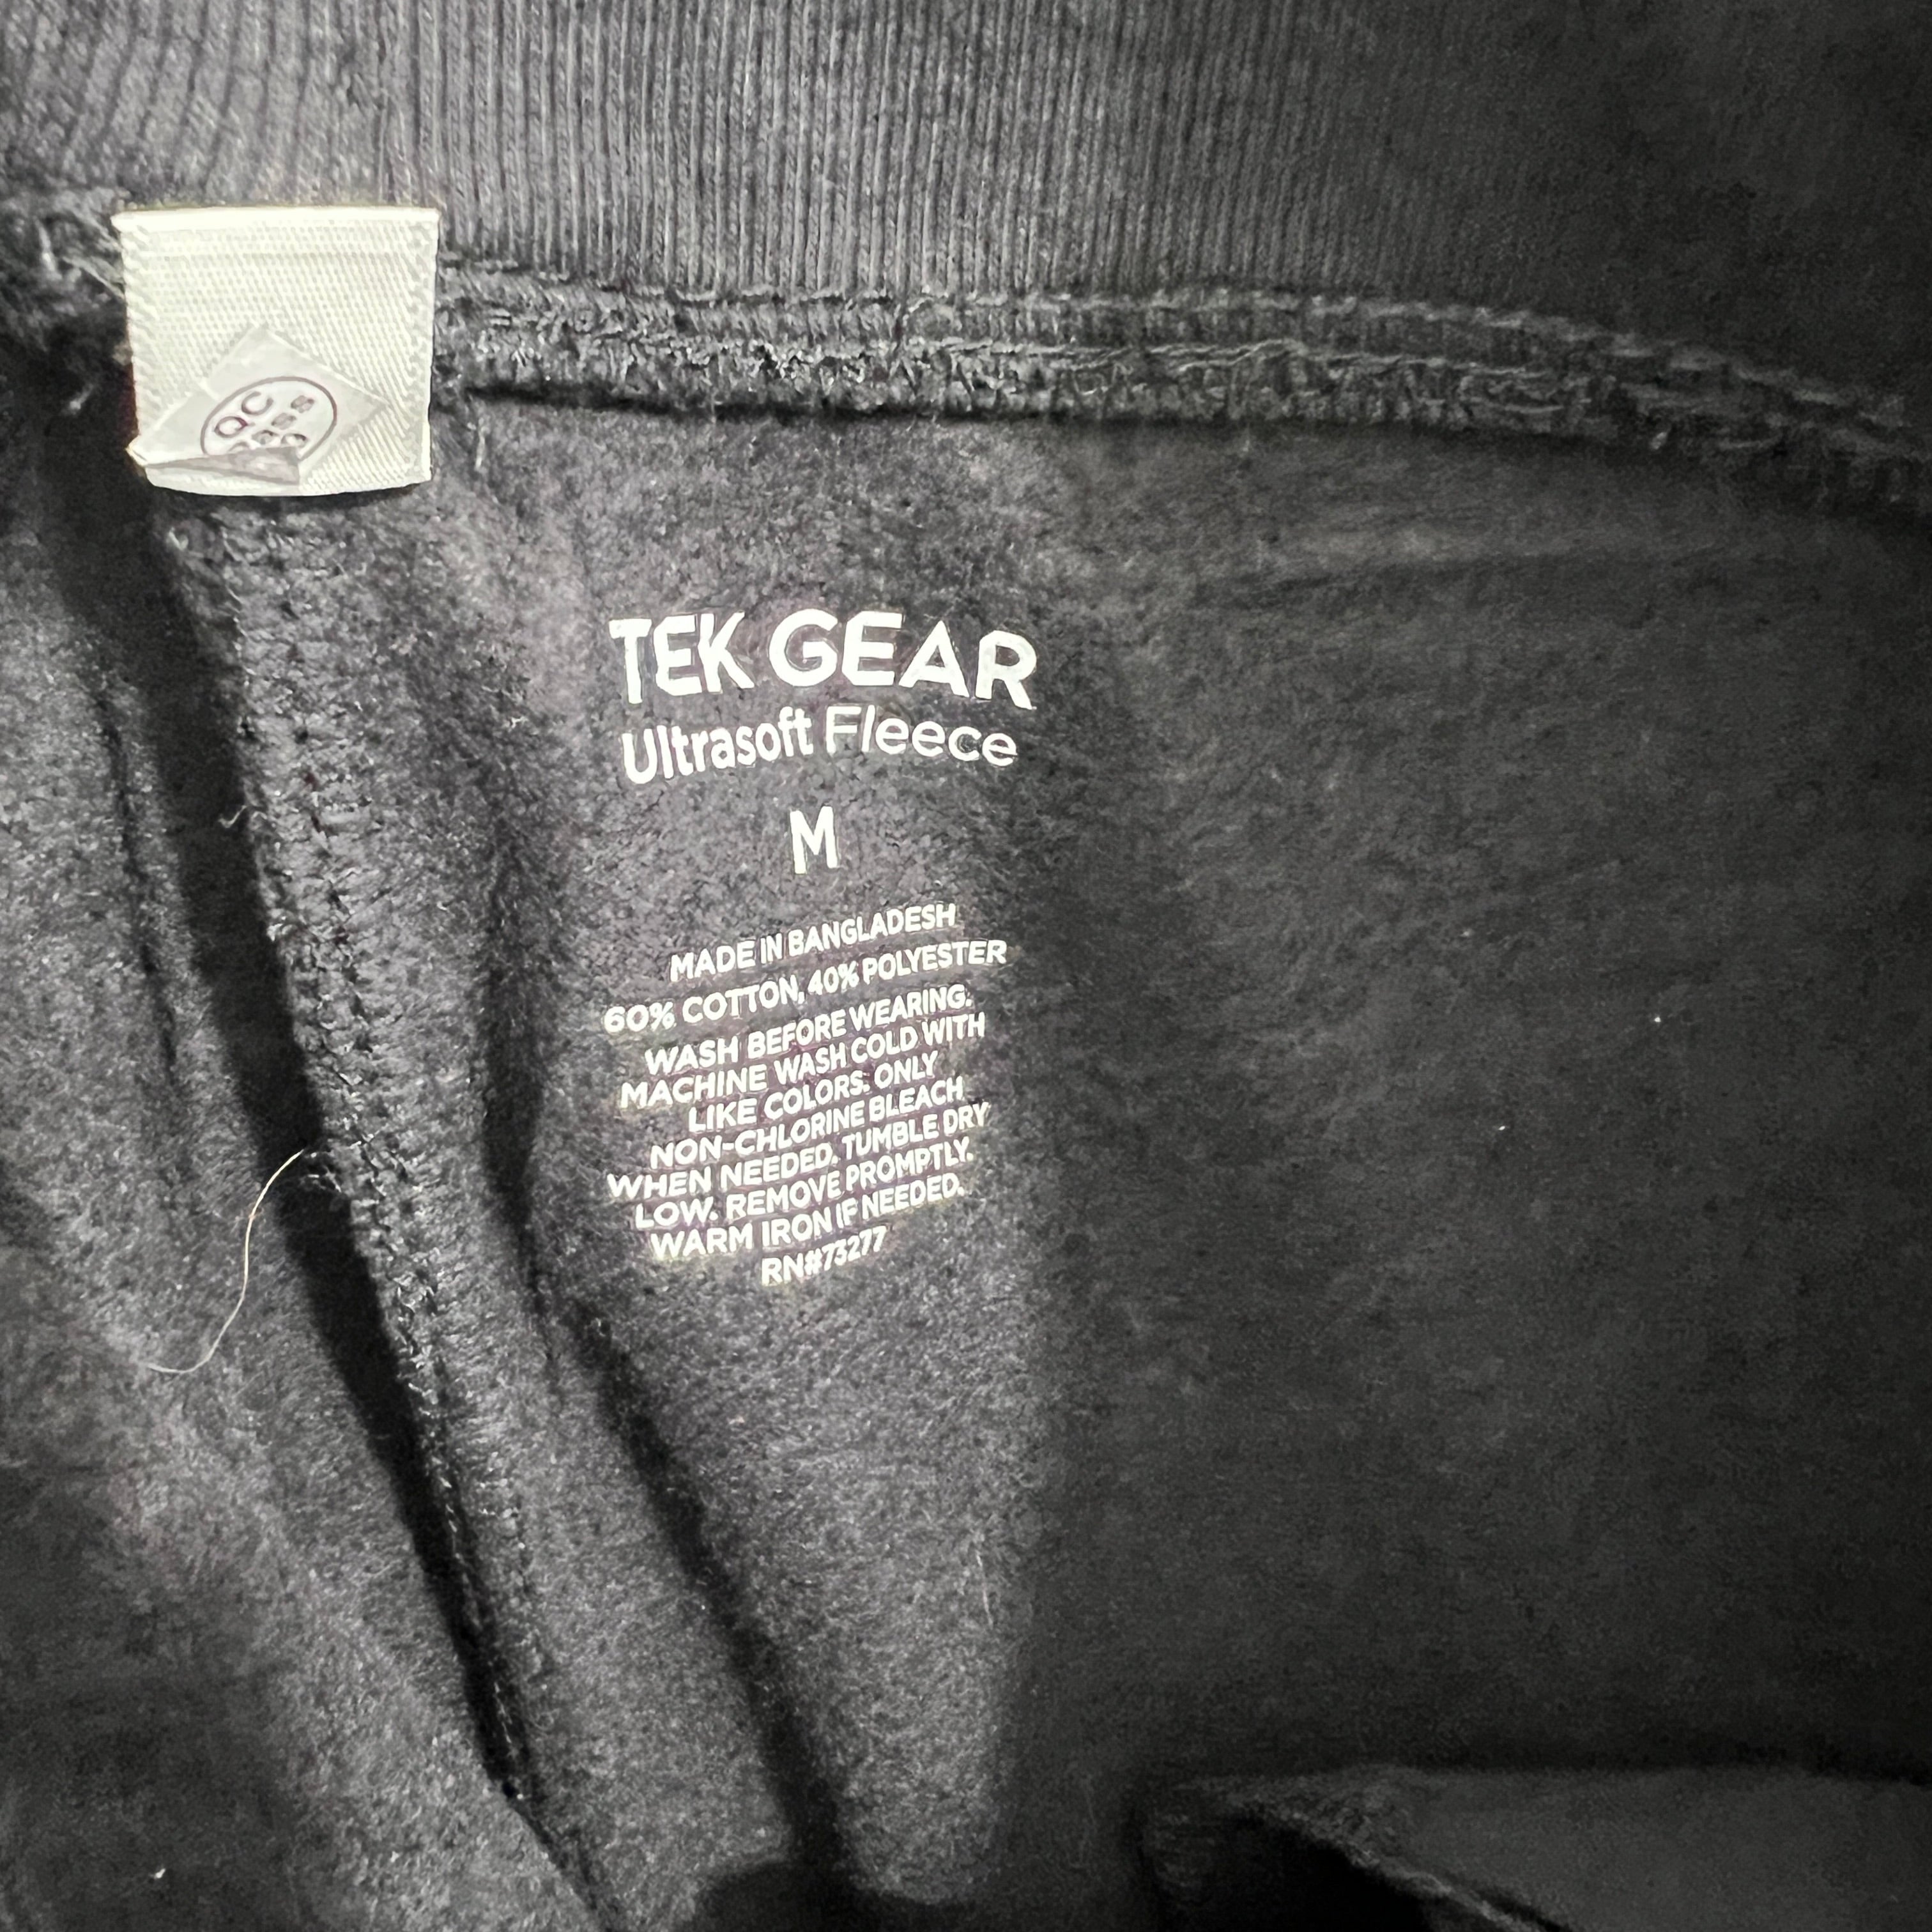 QC
TEK GEAR
Ultrasoft Fleece
M
MADE IN BANGLADESH
60% COTTON, 40% POLYESTER
WASH BEFORE WEARING.
MACHINE WASH COLD WITH
LIKE COLORS. ONLY
NON-CHLORINE BLEACH
WHEN NEEDED. TUMBLE DRY
LOW. REMOVE PROMPTLY.
WARM IRON IF NEEDED.
RN#73277